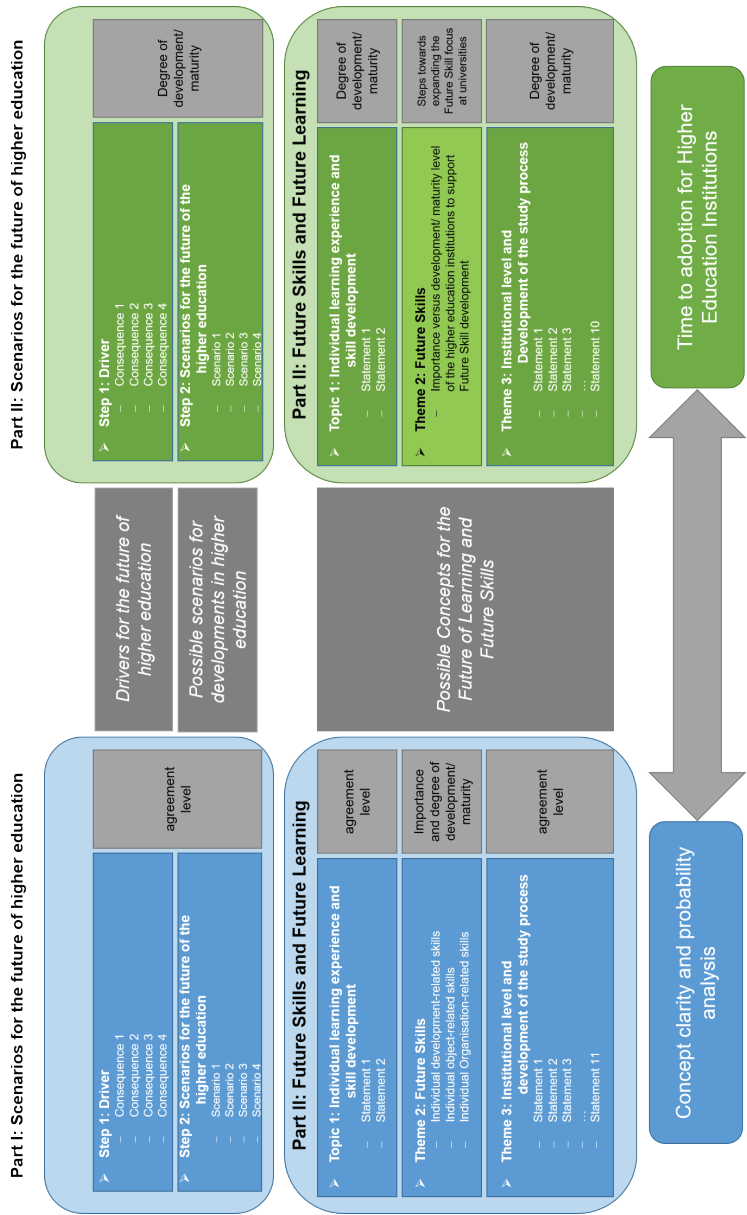 Part I: Scenarios for the future of higher education
➢ Step 1: Driver
– Consequence 1
– Consequence 2
– Consequence 3
– Consequence 4
➢ Step 2: Scenarios for the future of the
higher education
– Scenario 1
– Scenario 2
– Scenario 3
– Scenario 4
agreement
level
Part II: Future Skills and Future Learning
➢ Topic 1: Individual learning experience and
skill development
– Statement 1
– Statement 2
agreement
level
➢ Theme 2: Future Skills
– Individual development-related skills
– Individual object-related skills
– Individual Organisation-related skills
Importance
and degree of
development/
maturity
➢ Theme 3: Institutional level and
development of the study process
– Statement 1
– Statement 2
– Statement 3
– ...
– Statement 11
agreement
level
Concept clarity and probability
analysis
Drivers for the future of
higher education
Possible scenarios for
developments in higher
education
Possible Concepts for the
Future of Learning and
Future Skills
Part II: Scenarios for the future of higher education
➢ Step 1: Driver
– Consequence 1
– Consequence 2
– Consequence 3
– Consequence 4
➢ Step 2: Scenarios for the future of the
higher education
– Scenario 1
– Scenario 2
– Scenario 3
– Scenario 4
Degree of
development/
maturity
Part II: Future Skills and Future Learning
➢ Topic 1: Individual learning experience and
skill development
– Statement 1
– Statement 2
Degree of
development/
maturity
➢ Theme 2: Future Skills
– Importance versus development/ maturity level
of the higher education institutions to support
Future Skill development
Steps towards
expanding the
Future Skill focus
at universities
➢ Theme 3: Institutional level and
Development of the study process
– Statement 1
– Statement 2
– Statement 3
– ...
– Statement 10
Degree of
development/
maturity
Time to adoption for Higher
Education Institutions